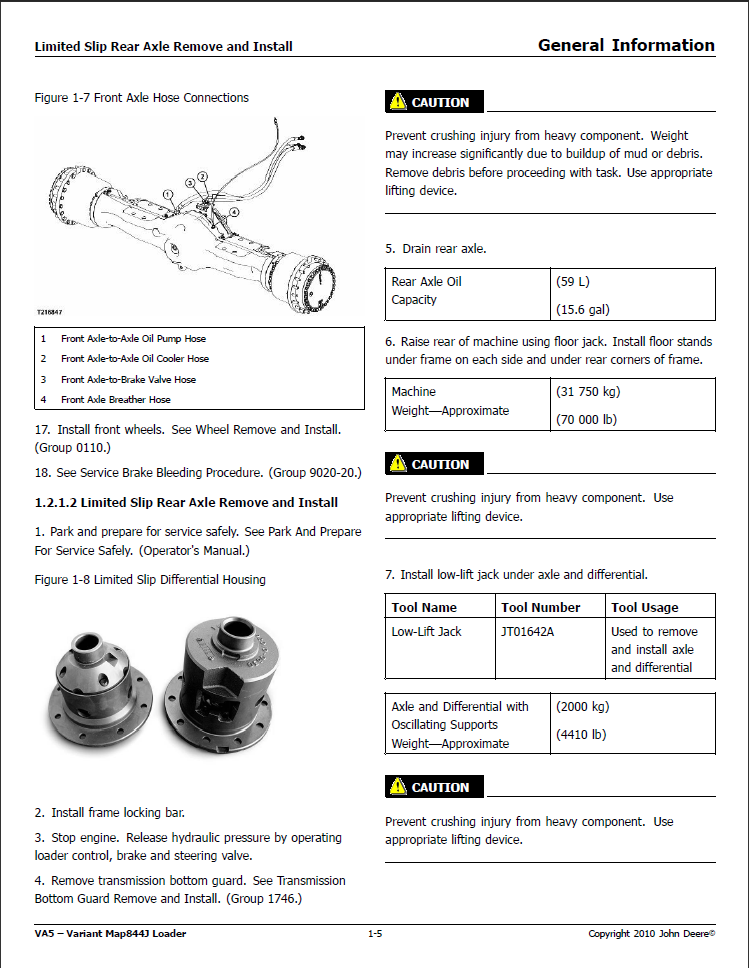 Limited Slip Rear Axle Remove and Install
General Information
Figure 1-7 Front Axle Hose Connections
1
2
3
4
T216847
1 Front Axle-to-Axle Oil Pump Hose
2 Front Axle-to-Axle Oil Cooler Hose
3 Front Axle-to-Brake Valve Hose
4 Front Axle Breather Hose
17. Install front wheels. See Wheel Remove and Install.
(Group 0110.)
18. See Service Brake Bleeding Procedure. (Group 9020-20.)
1.2.1.2 Limited Slip Rear Axle Remove and Install
1. Park and prepare for service safely. See Park And Prepare
For Service Safely. (Operator's Manual.)
Figure 1-8 Limited Slip Differential Housing
2. Install frame locking bar.
3. Stop engine. Release hydraulic pressure by operating
loader control, brake and steering valve.
4. Remove transmission bottom guard. See Transmission
Bottom Guard Remove and Install. (Group 1746.)
CAUTION
Prevent crushing injury from heavy component. Weight
may increase significantly due to buildup of mud or debris.
Remove debris before proceeding with task. Use appropriate
lifting device.
5. Drain rear axle.
Rear Axle Oil
Capacity
(59 L)
(15.6 gal)
6. Raise rear of machine using floor jack. Install floor stands
under frame on each side and under rear corners of frame.
Machine
Weight—Approximate
(31 750 kg)
(70 000 lb)
CAUTION
Prevent crushing injury from heavy component. Use
appropriate lifting device.
7. Install low-lift jack under axle and differential.
Tool Name Tool Number Tool Usage
Low-Lift Jack JT01642A Used to remove
and install axle
and differential
Axle and Differential with
Oscillating Supports
Weight—Approximate
(2000 kg)
(4410 lb)
CAUTION
Prevent crushing injury from heavy component. Use
appropriate lifting device.
VA5 – Variant Map844J Loader
1-5
Copyright 2010 John Deere©